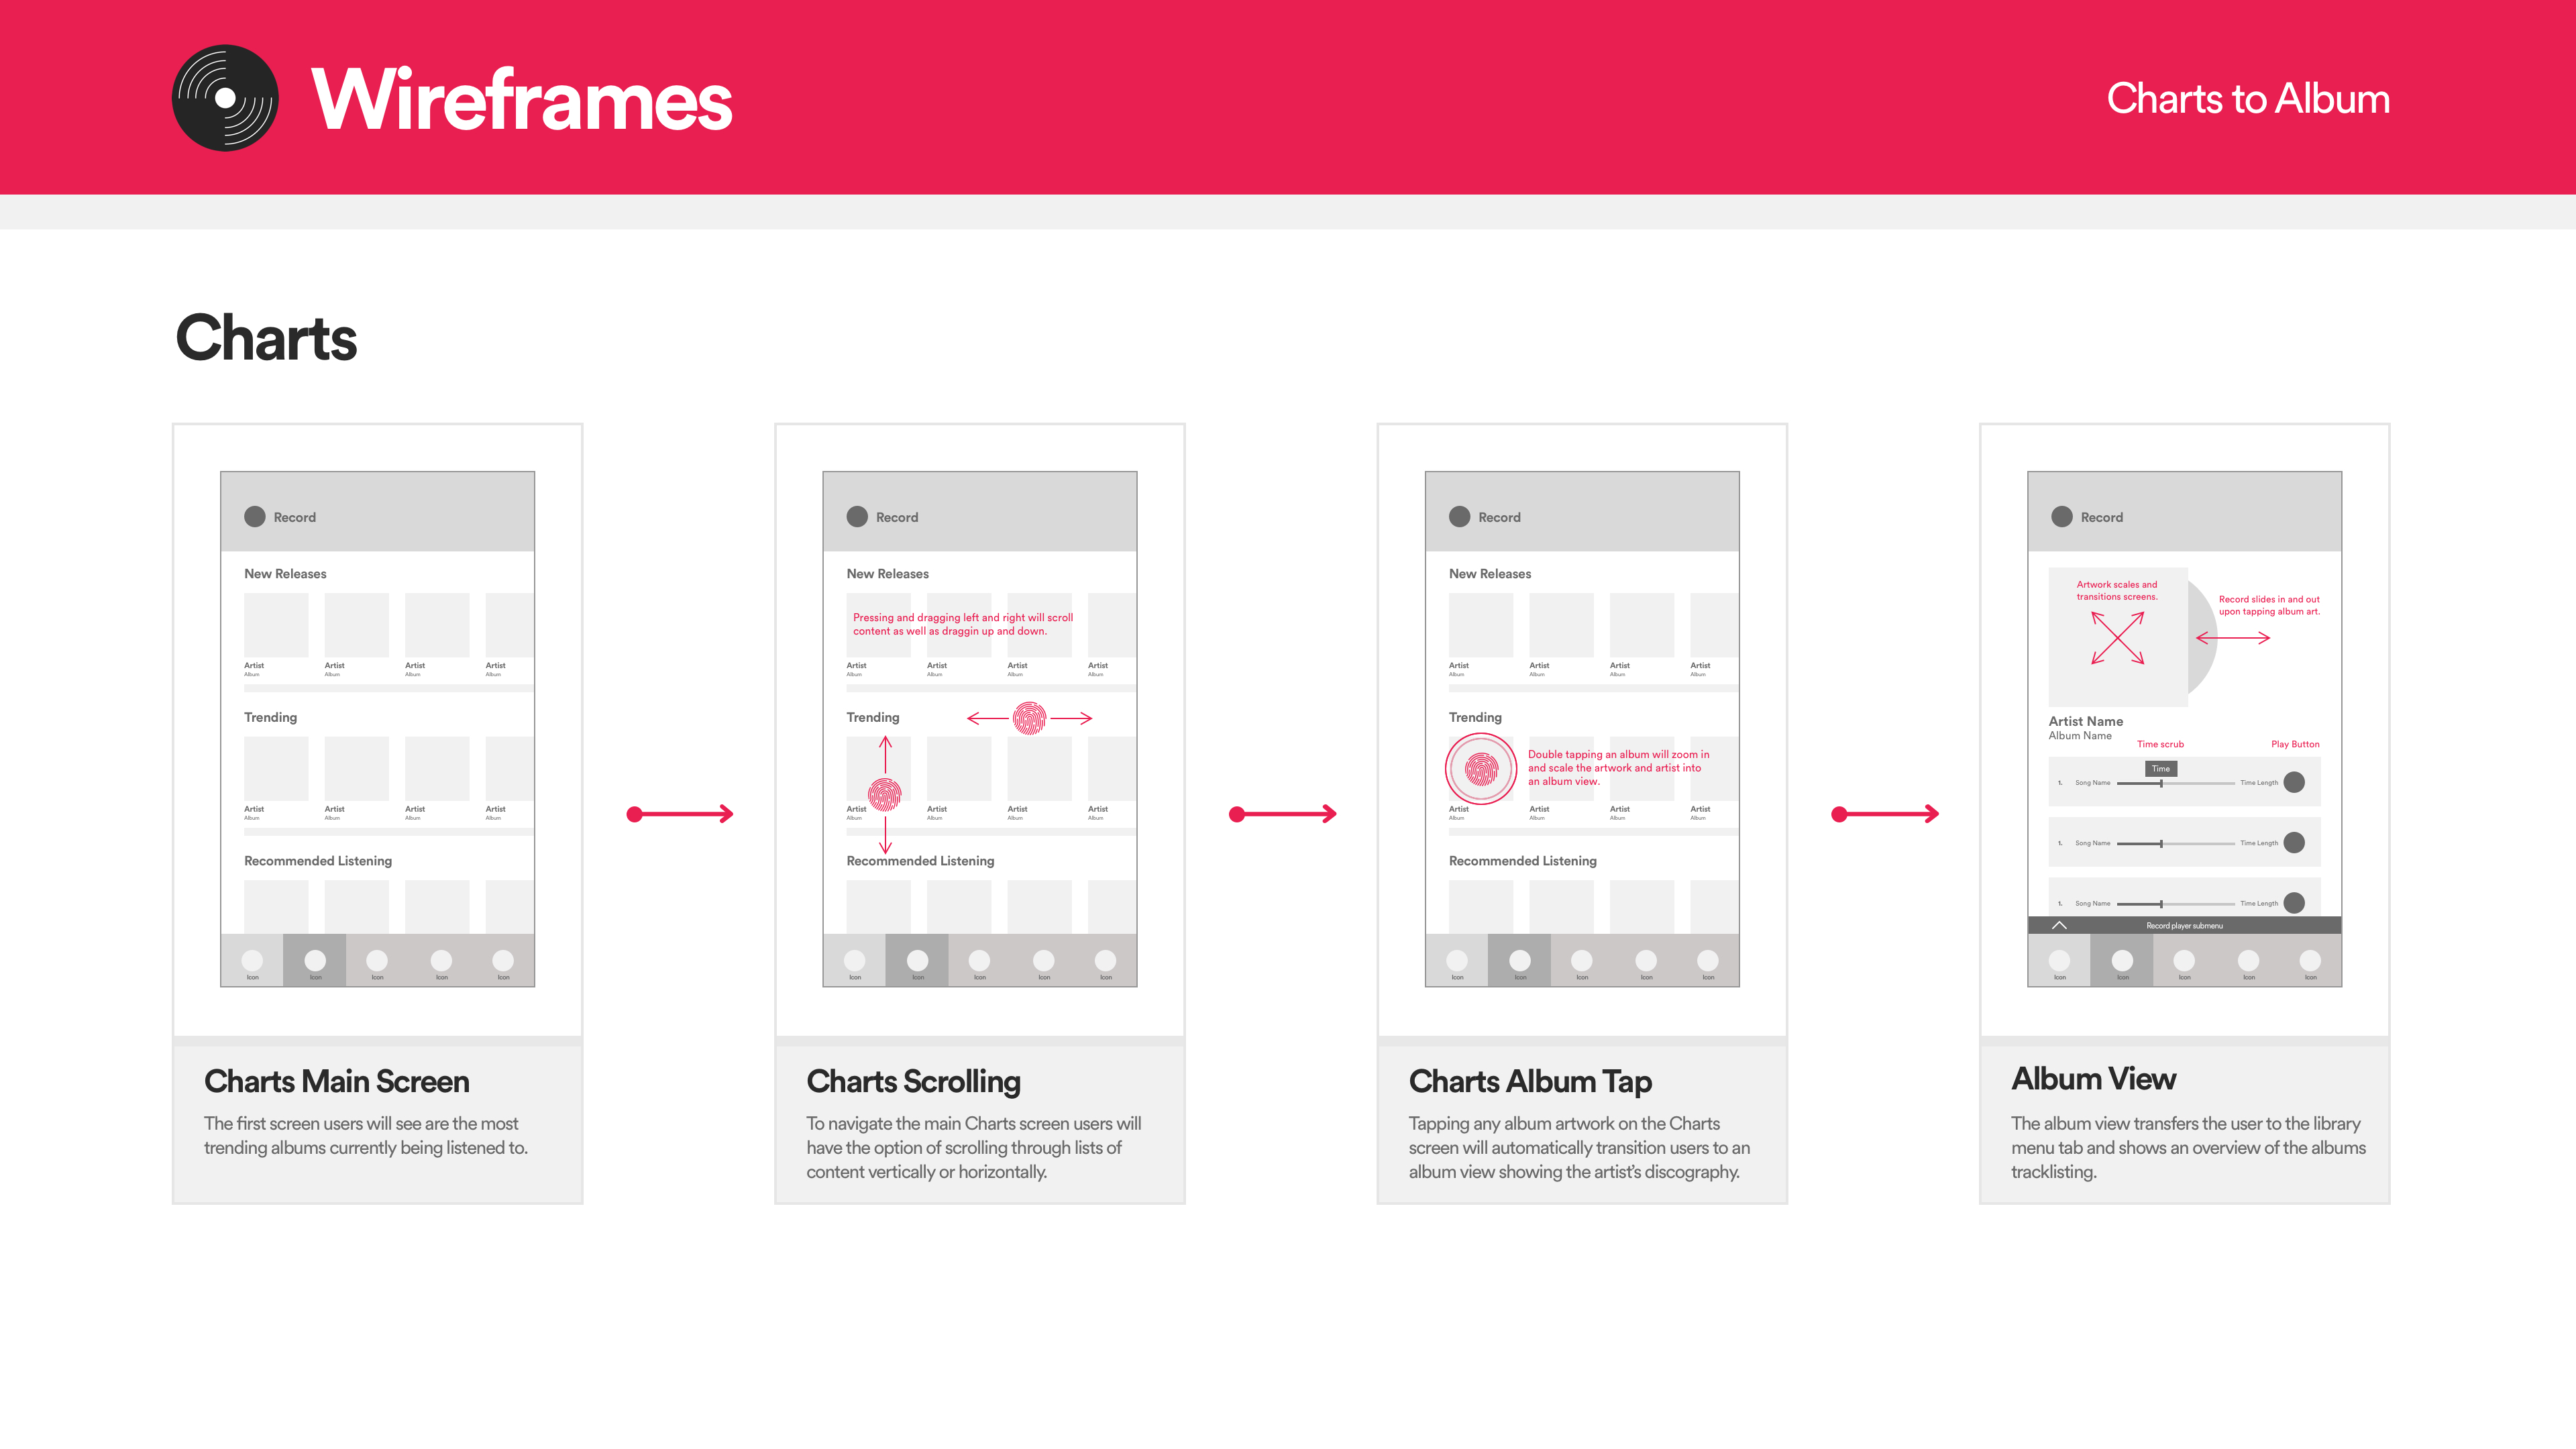 Wireframes
Charts to Album
Charts
Record
New Releases
Artist Artist Artist Artist
Album Album Album Album
Trending
Artist Artist Artist Artist
Album Album Album Album
Recommended Listening
Icon Icon Icon Icon Icon
Charts Main Screen
The first screen users will see are the most
trending albums currently being listened to.
Record
New Releases
Pressing and dragging left and right will scroll
content as well as draggin up and down.
Artist Artist Artist Artist
Album Album Album Album
Trending
Artist Artist Artist Artist
Album Album Album Album
Recommended Listening
Icon Icon Icon Icon Icon
Charts Scrolling
To navigate the main Charts screen users will
have the option of scrolling through lists of
content vertically or horizontally.
Record
New Releases
Artist Artist Artist Artist
Album Album Album Album
Trending
Double tapping an album will zoom in
and scale the artwork and artist into
an album view.
Artist Artist Artist Artist
Album Album Album Album
Recommended Listening
Icon Icon Icon Icon Icon
Charts Album Tap
Tapping any album artwork on the Charts
screen will automatically transition users to an
album view showing the artist's discography.
Record
Artwork scales and
transitions screens.
Record slides in and out
upon tapping album art.
Artist Name
Album Name
Time scrub
Play Button
Time
1. Song Name Time Length
1. Song Name Time Length
1. Song Name Time Length
Record player submenu
Icon Icon Icon Icon Icon
Album View
The album view transfers the user to the library
menu tab and shows an overview of the albums
tracklisting.